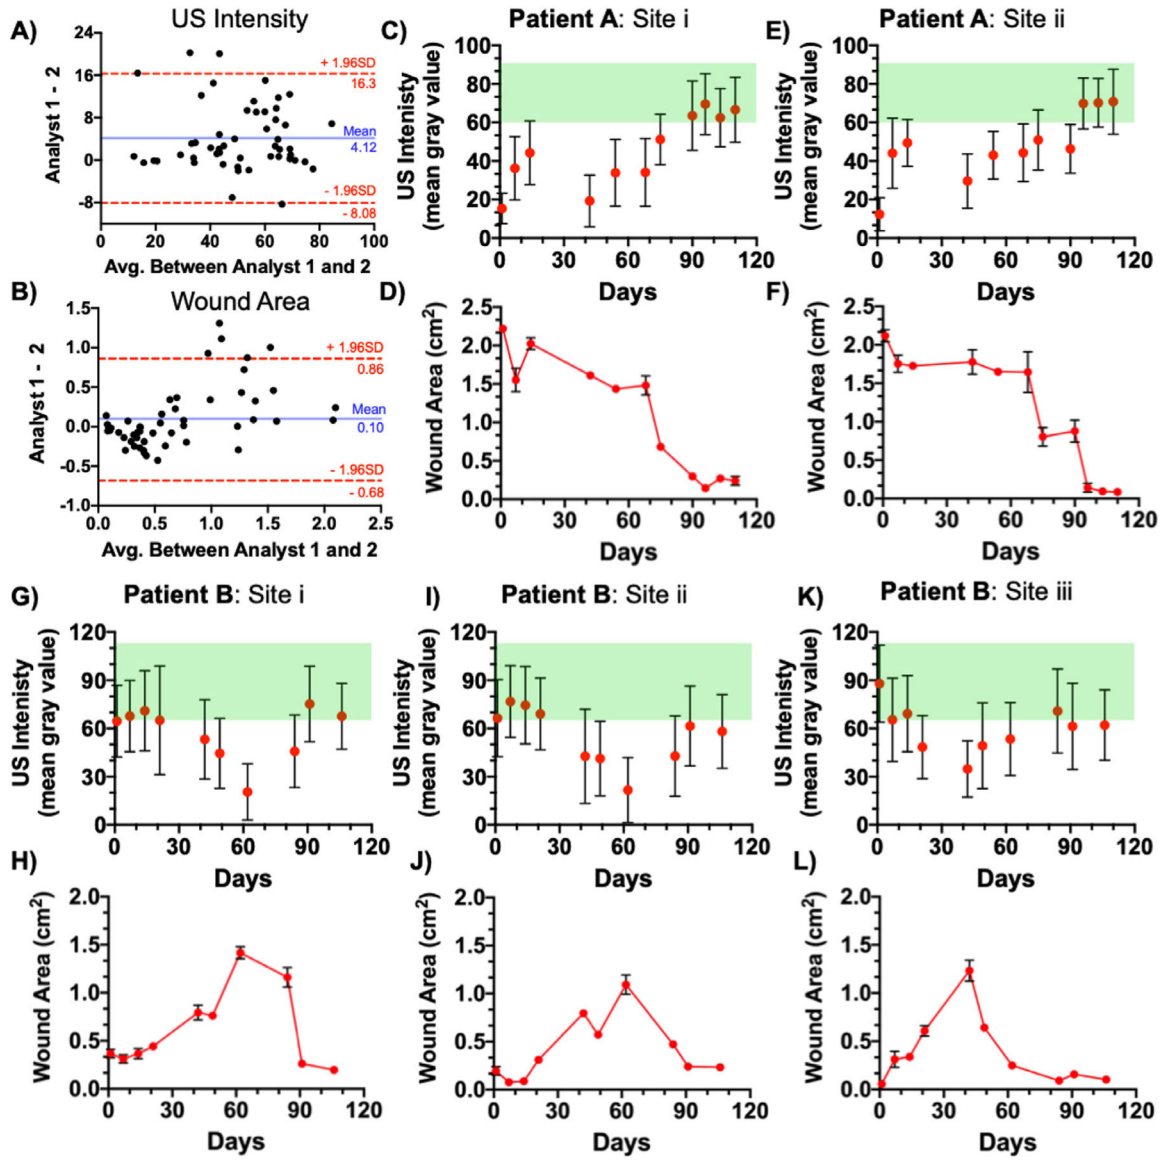 A)
US Intensity
24
16
8
0
-8
Analyst 1 - 2
+ 1.96SD
16.3
Mean
4.12
- 1.96SD
- 8.08
0 20 40 60 80 100
Avg. Between Analyst 1 and 2
B)
Wound Area
1.5
1.0
0.5
0.0
-0.5
-1.0
Analyst 1 - 2
+ 1.96SD
0.86
Mean
0.10
- 1.96SD
- 0.68
0.0 0.5 1.0 1.5 2.0 2.5
Avg. Between Analyst 1 and 2
C)
Patient A: Site i
100
80
60
40
20
0
US Intenisty
(mean gray value)
0 30 60 90 120
Days
D)
2.5
2.0
1.5
1.0
0.5
0.0
Wound Area (cm²)
0 30 60 90 120
Days
E)
Patient A: Site ii
100
80
60
40
20
0
US Intenisty
(mean gray value)
0 30 60 90 120
Days
F)
2.5
2.0
1.5
1.0
0.5
0.0
Wound Area (cm²)
0 30 60 90 120
Days
G)
Patient B: Site i
120
90
60
30
0
US Intenisty
(mean gray value)
0 30 60 90 120
Days
H)
2.0
1.5
1.0
0.5
0.0
Wound Area (cm²)
0 30 60 90 120
Days
I)
Patient B: Site ii
120
90
60
30
0
US Intenisty
(mean gray value)
0 30 60 90 120
Days
J)
2.0
1.5
1.0
0.5
0.0
Wound Area (cm²)
0 30 60 90 120
Days
K)
Patient B: Site iii
120
90
60
30
0
US Intenisty
(mean gray value)
0 30 60 90 120
Days
L)
2.0
1.5
1.0
0.5
0.0
Wound Area (cm²)
0 30 60 90 120
Days